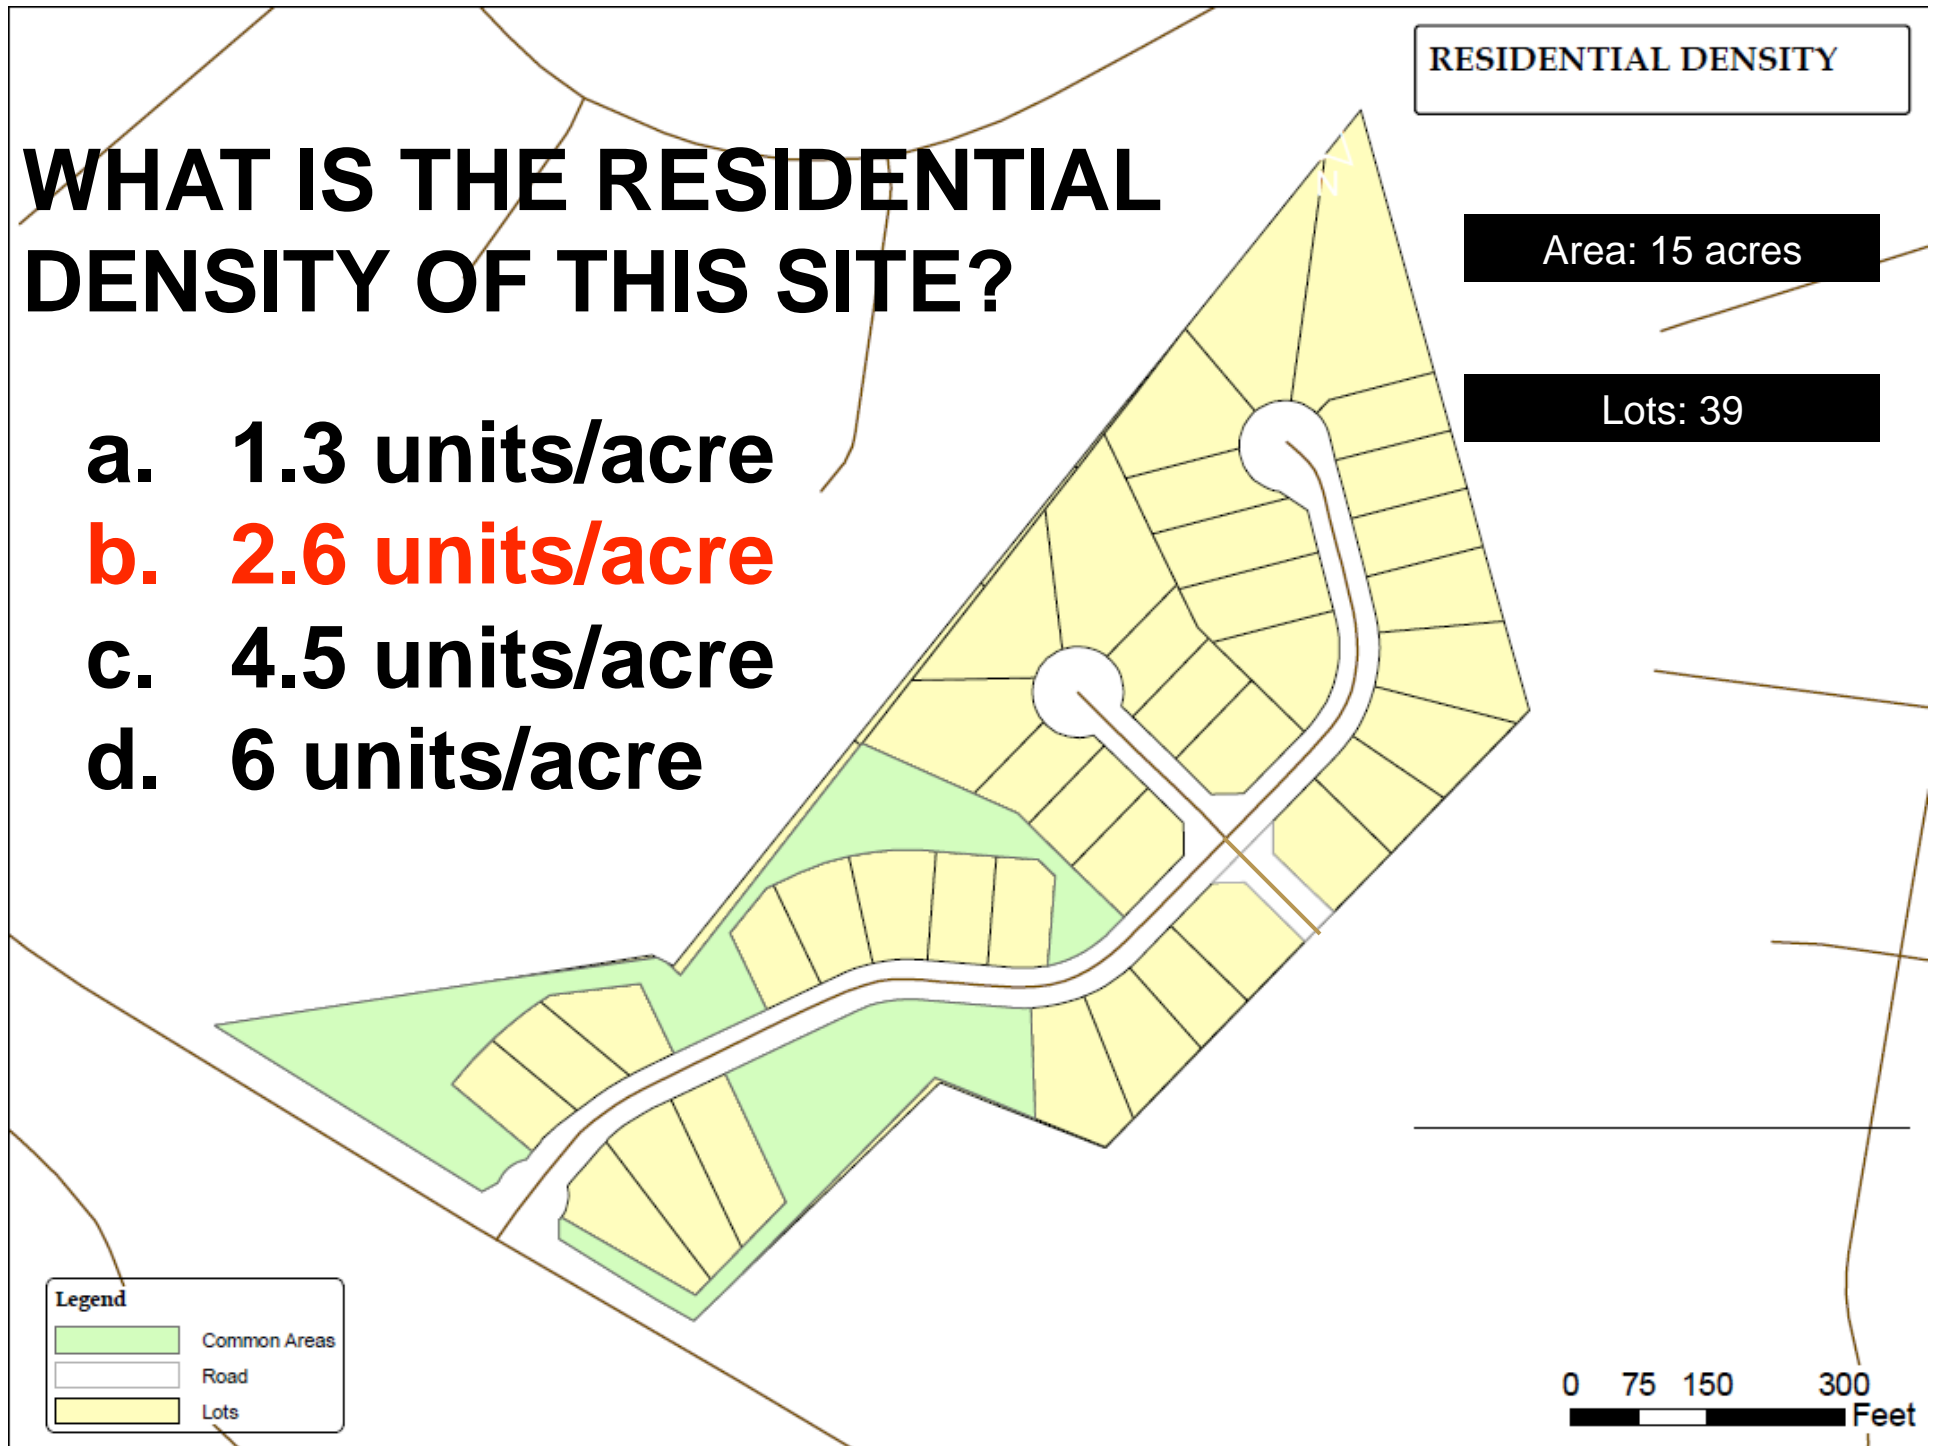 RESIDENTIAL DENSITY
WHAT IS THE RESIDENTIAL
DENSITY OF THIS SITE?
Area: 15 acres
Lots: 39
a. 1.3 units/acre
b. 2.6 units/acre
c. 4.5 units/acre
d. 6 units/acre
Legend
Common Areas
Road
Lots
0 75 150 300
Feet